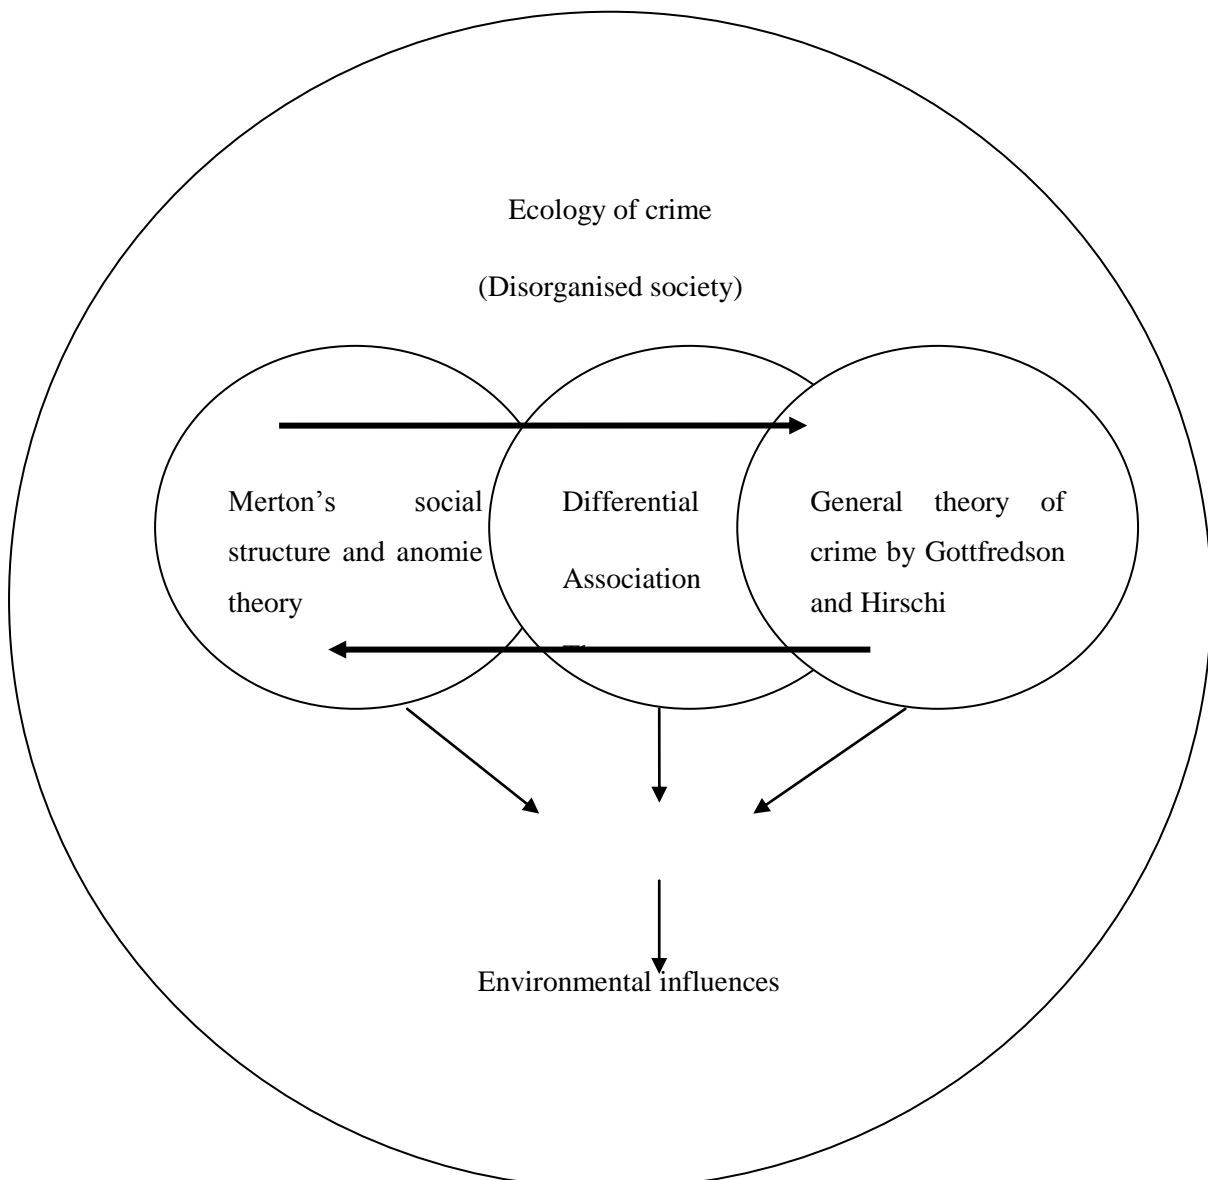 Ecology of crime
(Disorganised society)
Merton’s social
structure and anomie
theory
Differential
Association
General theory of
crime by Gottfredson
and Hirschi
Environmental influences